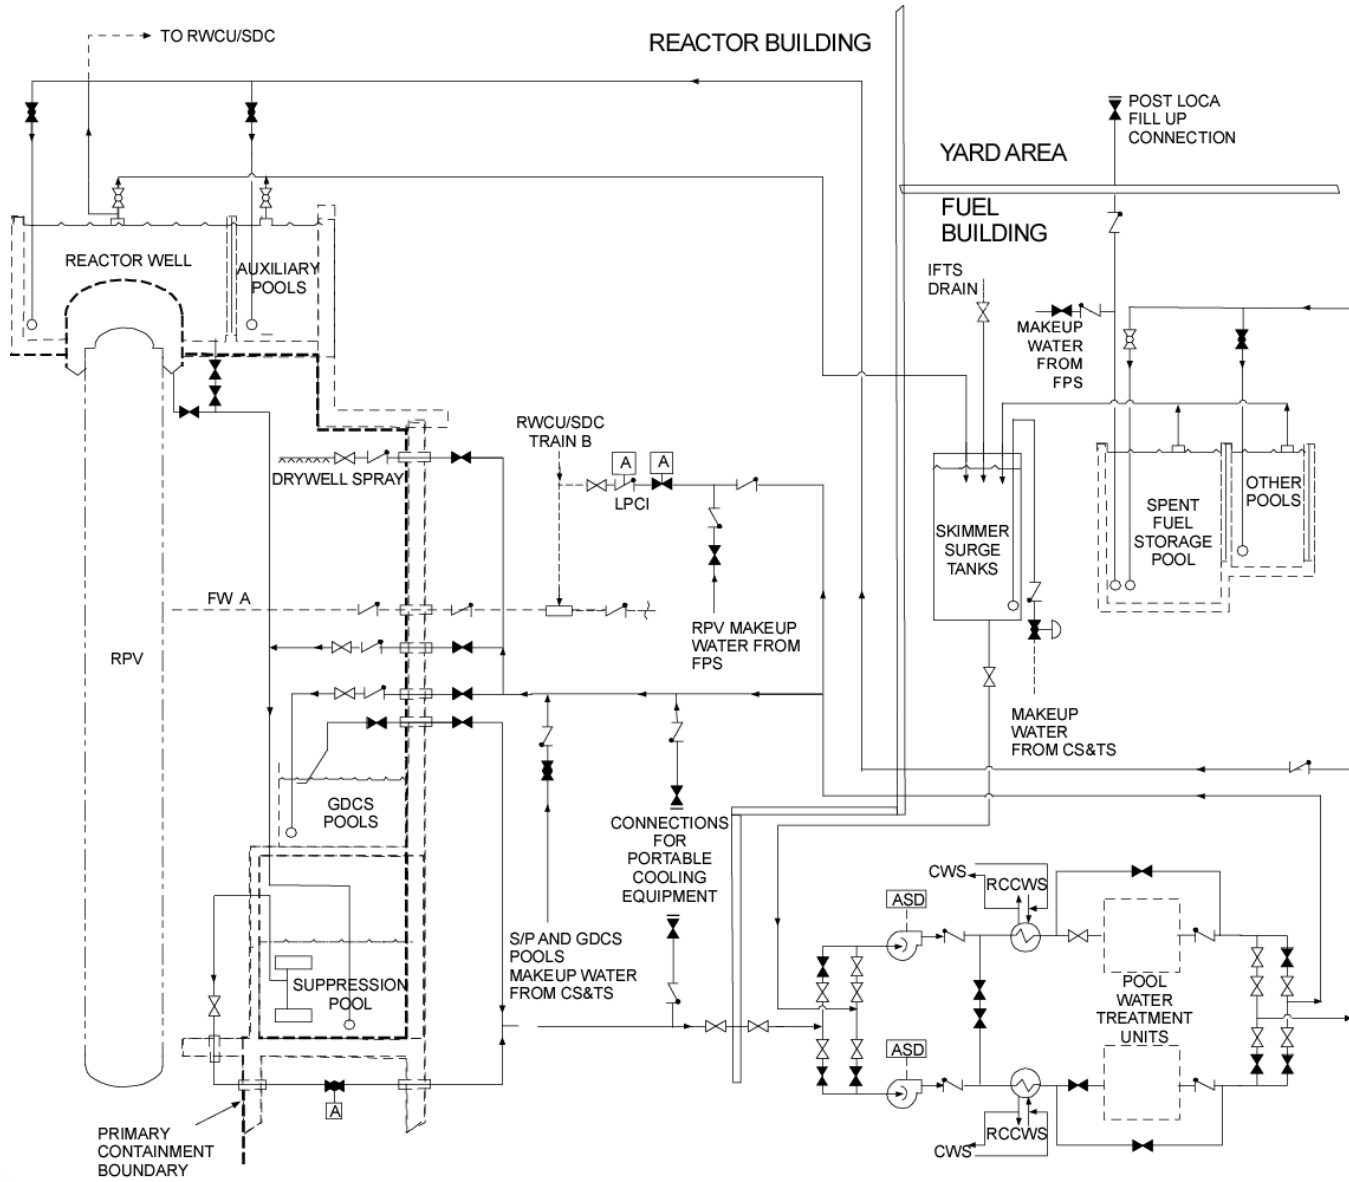 TO RWCU/SDC
REACTOR BUILDING
POST LOCA
FILL UP
CONNECTION
YARD AREA
FUEL
BUILDING
REACTOR WELL
AUXILIARY
POOLS
IFTS
DRAIN
MAKEUP
WATER
FROM
FPS
RWCU/SDC
TRAIN B
A
A
LPCI
DRYWELL SPRAY
SKIMMER
SURGE
TANKS
SPENT
FUEL
STORAGE
POOL
OTHER
POOLS
FW A
RPV
RPV MAKEUP
WATER FROM
FPS
MAKEUP
WATER
FROM CS&TS
GDCS
POOLS
CONNECTIONS
FOR
PORTABLE
COOLING
EQUIPMENT
S/P AND GDCS
POOLS
MAKEUP WATER
FROM CS&TS
SUPPRESSION
POOL
CWS
RCCWS
ASD
POOL
WATER
TREATMENT
UNITS
ASD
RCCWS
CWS
A
PRIMARY
CONTAINMENT
BOUNDARY